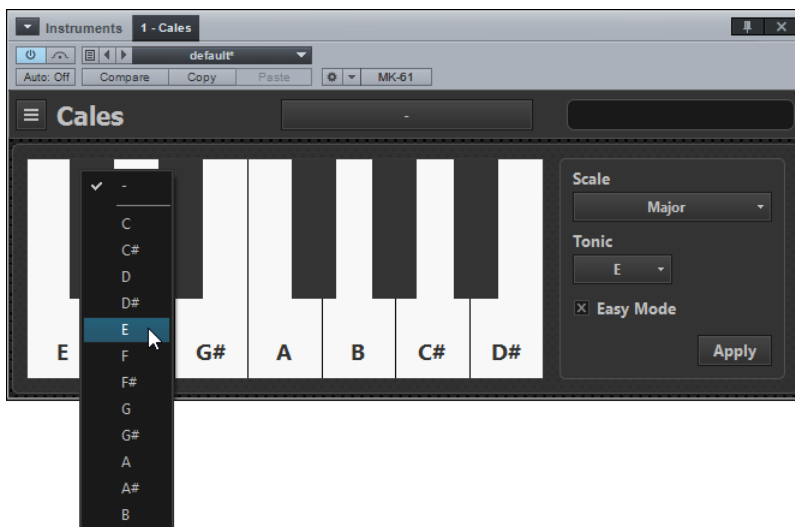 Instruments 1 - Cales
default*
Auto: Off Compare Copy Paste MK-61
Cales -
Scale
Major
Tonic
E
Easy Mode
Apply
E G# A B C# D#
-
C
C#
D
D#
E
F
F#
G
G#
A
A#
B